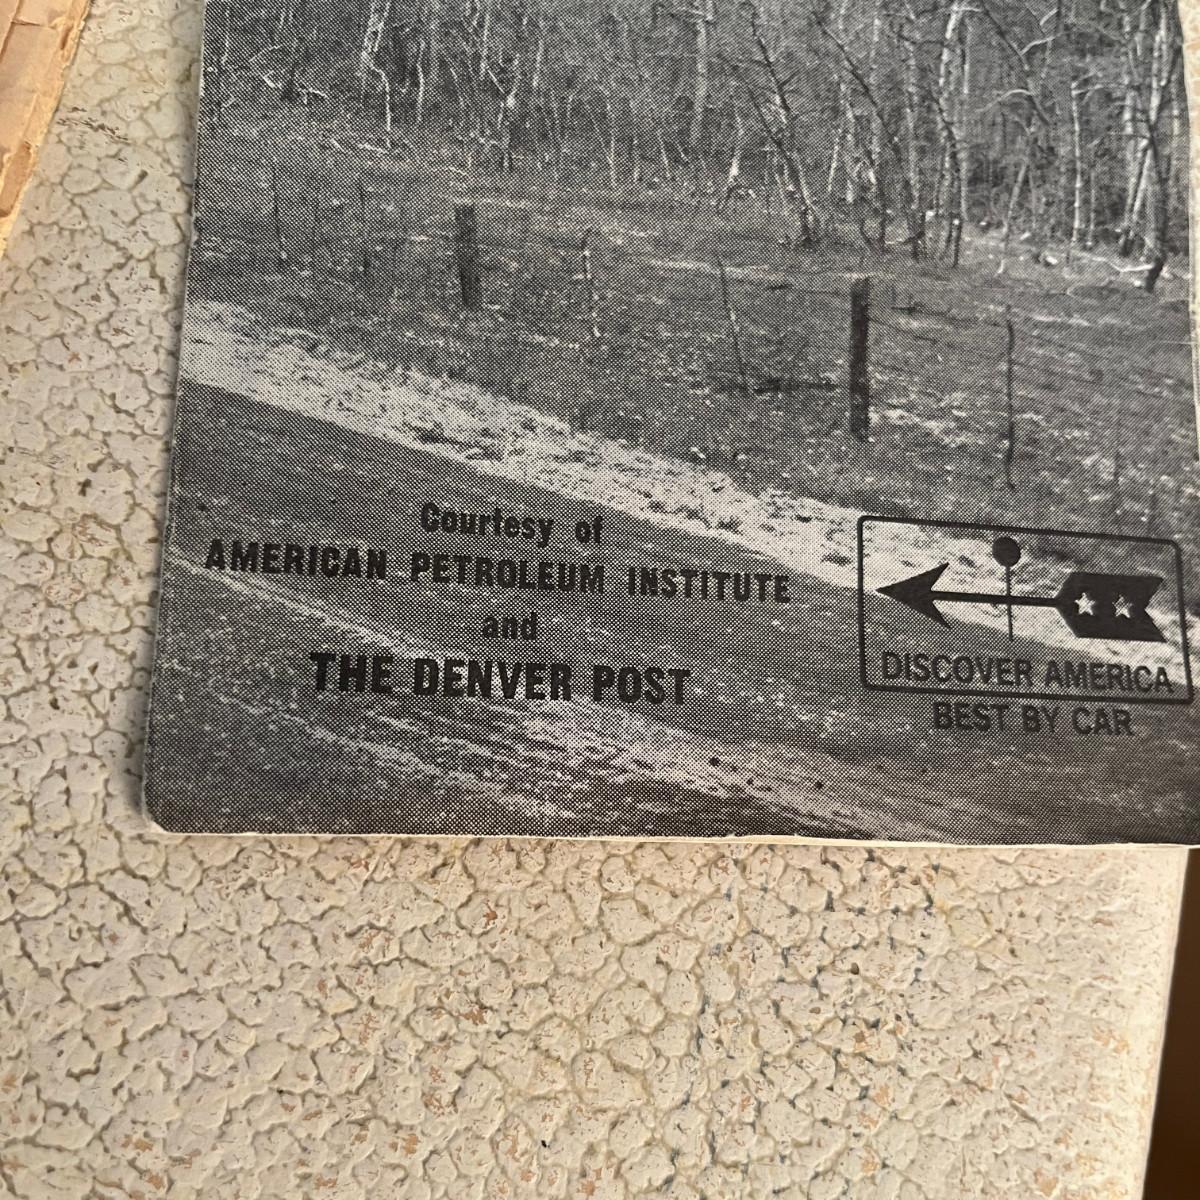 Courtesy of
AMERICAN PETROLEUM INSTITUTE
and
THE DENVER POST
DISCOVER AMERICA
BEST BY CAR